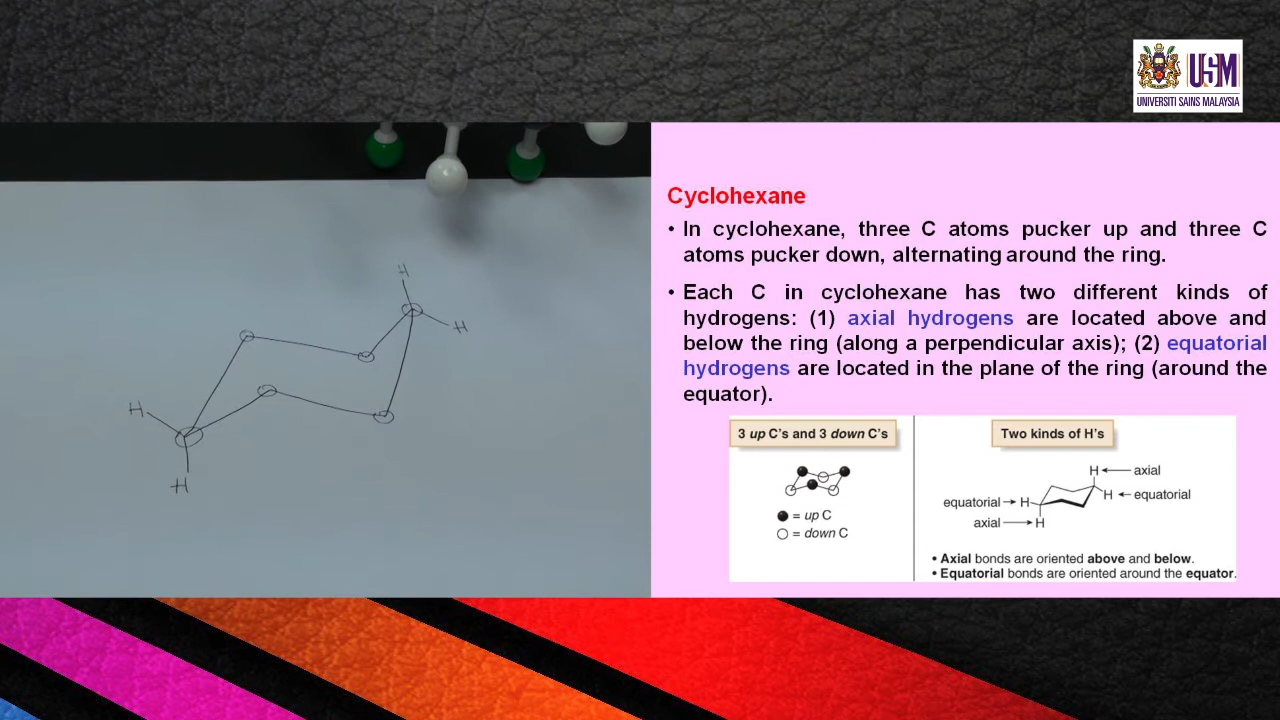 USM
UNIVERSITI SAINS MALAYSIA
H
H
H
H
Cyclohexane
• In cyclohexane, three C atoms pucker up and three C
atoms pucker down, alternating around the ring.
• Each C in cyclohexane has two different kinds of
hydrogens: (1) axial hydrogens are located above and
below the ring (along a perpendicular axis); (2) equatorial
hydrogens are located in the plane of the ring (around the
equator).
3 up C's and 3 down C's
= up C
= down C
Two kinds of H's
H axial
H equatorial
equatorial H
axial H
• Axial bonds are oriented above and below.
• Equatorial bonds are oriented around the equator.